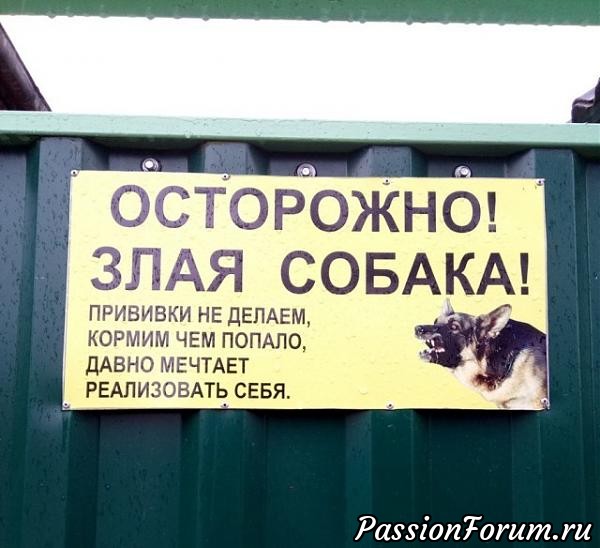 ОСТОРОЖНО!
ЗЛАЯ СОБАКА!
ПРИВИВКИ НЕ ДЕЛАЕМ,
КОРМИМ ЧЕМ ПОПАЛО,
ДАВНО МЕЧТАЕТ
РЕАЛИЗОВАТЬ СЕБЯ.
PassionForum.ru